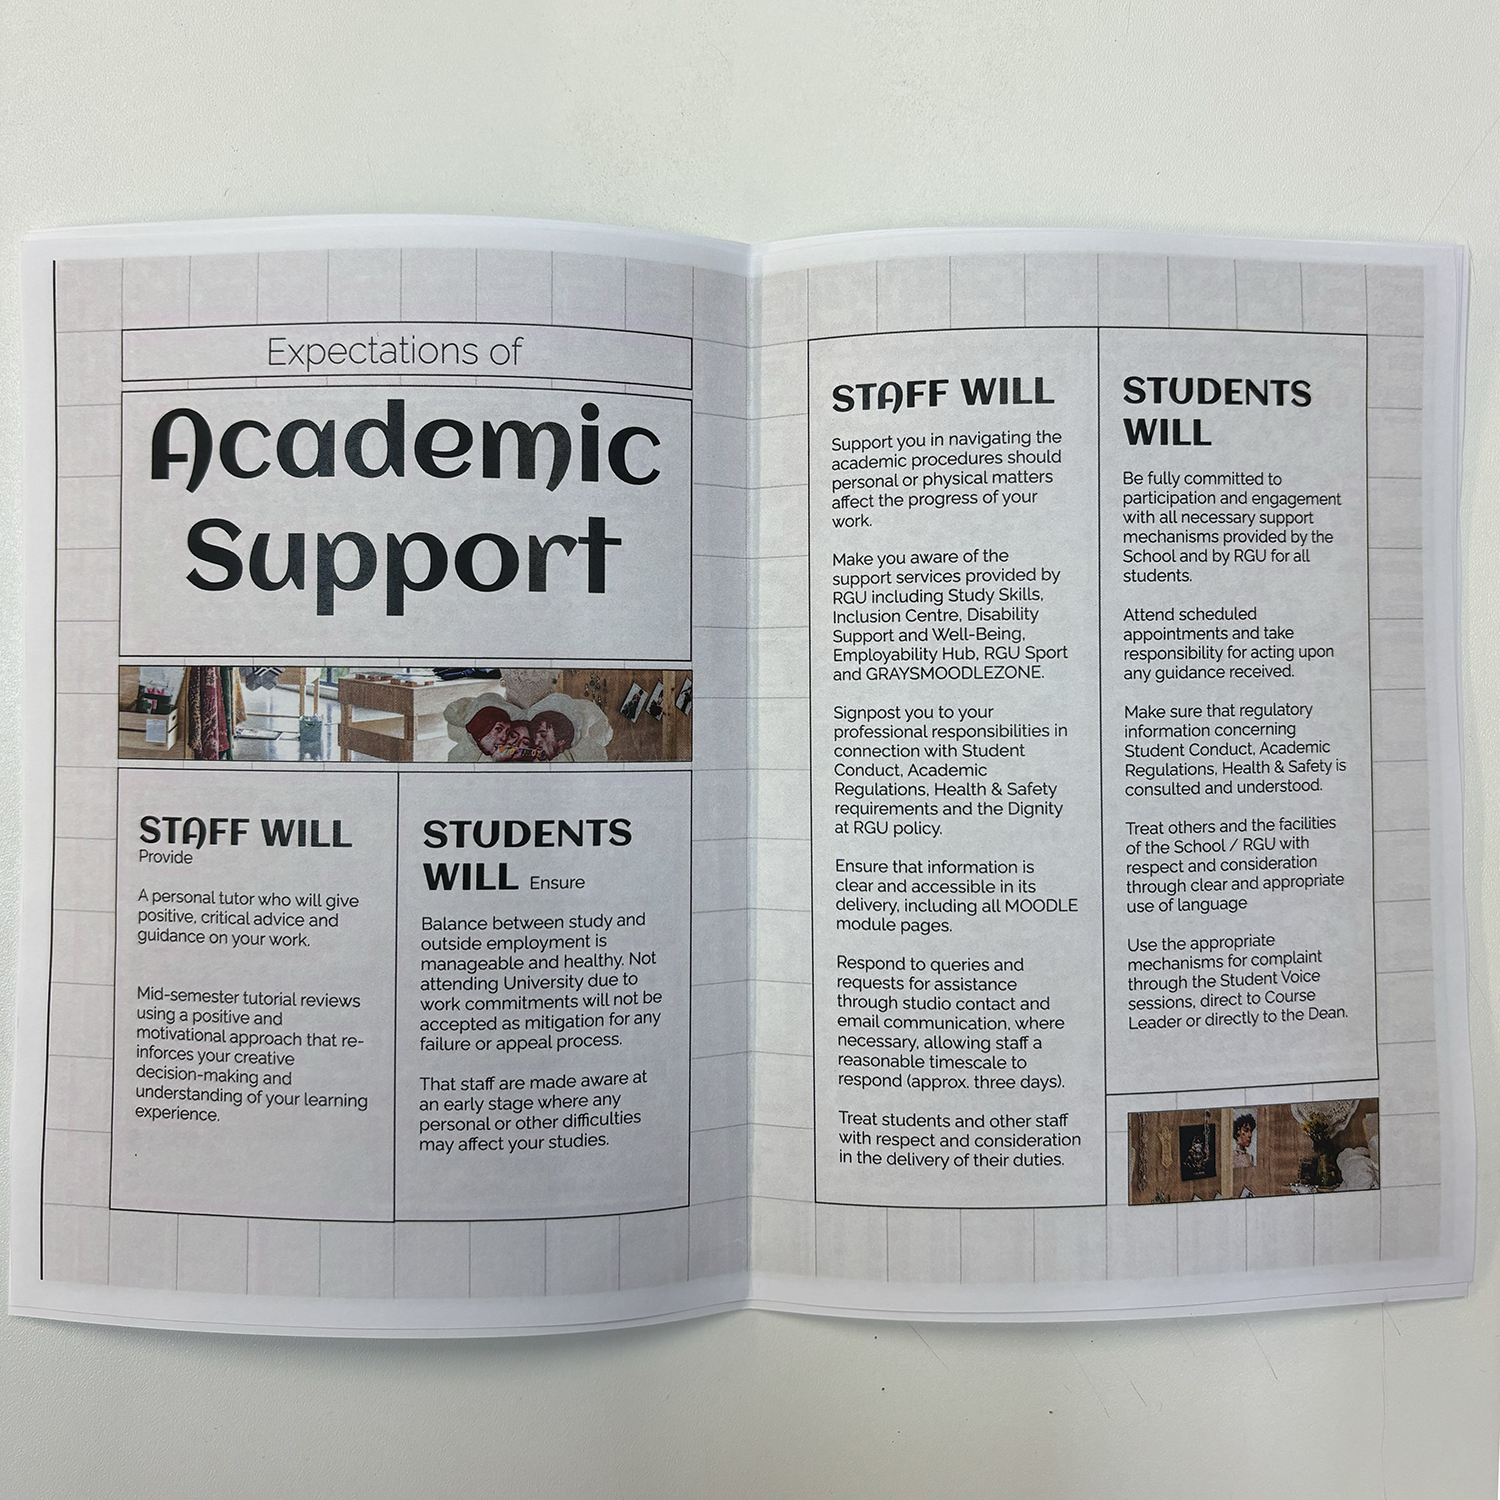 Expectations of
Academic
Support
STAFF WILL
Provide
A personal tutor who will give
positive, critical advice and
guidance on your work.
Mid-semester tutorial reviews
using a positive and
motivational approach that re-
inforces your creative
decision-making and
understanding of your learning
experience.
STUDENTS
WILL Ensure
Balance between study and
outside employment is
manageable and healthy. Not
attending University due to
work commitments will not be
accepted as mitigation for any
failure or appeal process.
That staff are made aware at
an early stage where any
personal or other difficulties
may affect your studies.
STAFF WILL
Support you in navigating the
academic procedures should
personal or physical matters
affect the progress of your
work.
Make you aware of the
support services provided by
RGU including Study Skills,
Inclusion Centre, Disability
Support and Well-Being,
Employability Hub, RGU Sport
and GRAYSMOODLEZONE.
Signpost you to your
professional responsibilities in
connection with Student
Conduct, Academic
Regulations, Health & Safety
requirements and the Dignity
at RGU policy.
Ensure that information is
clear and accessible in its
delivery, including all MOODLE
module pages.
Respond to queries and
requests for assistance
through studio contact and
email communication, where
necessary, allowing staff a
reasonable timescale to
respond (approx. three days).
Treat students and other staff
with respect and consideration
in the delivery of their duties.
STUDENTS
WILL
Be fully committed to
participation and engagement
with all necessary support
mechanisms provided by the
School and by RGU for all
students.
Attend scheduled
appointments and take
responsibility for acting upon
any guidance received.
Make sure that regulatory
information concerning
Student Conduct, Academic
Regulations, Health & Safety is
consulted and understood.
Treat others and the facilities
of the School / RGU with
respect and consideration
through clear and appropriate
use of language
Use the appropriate
mechanisms for complaint
through the Student Voice
sessions, direct to Course
Leader or directly to the Dean.